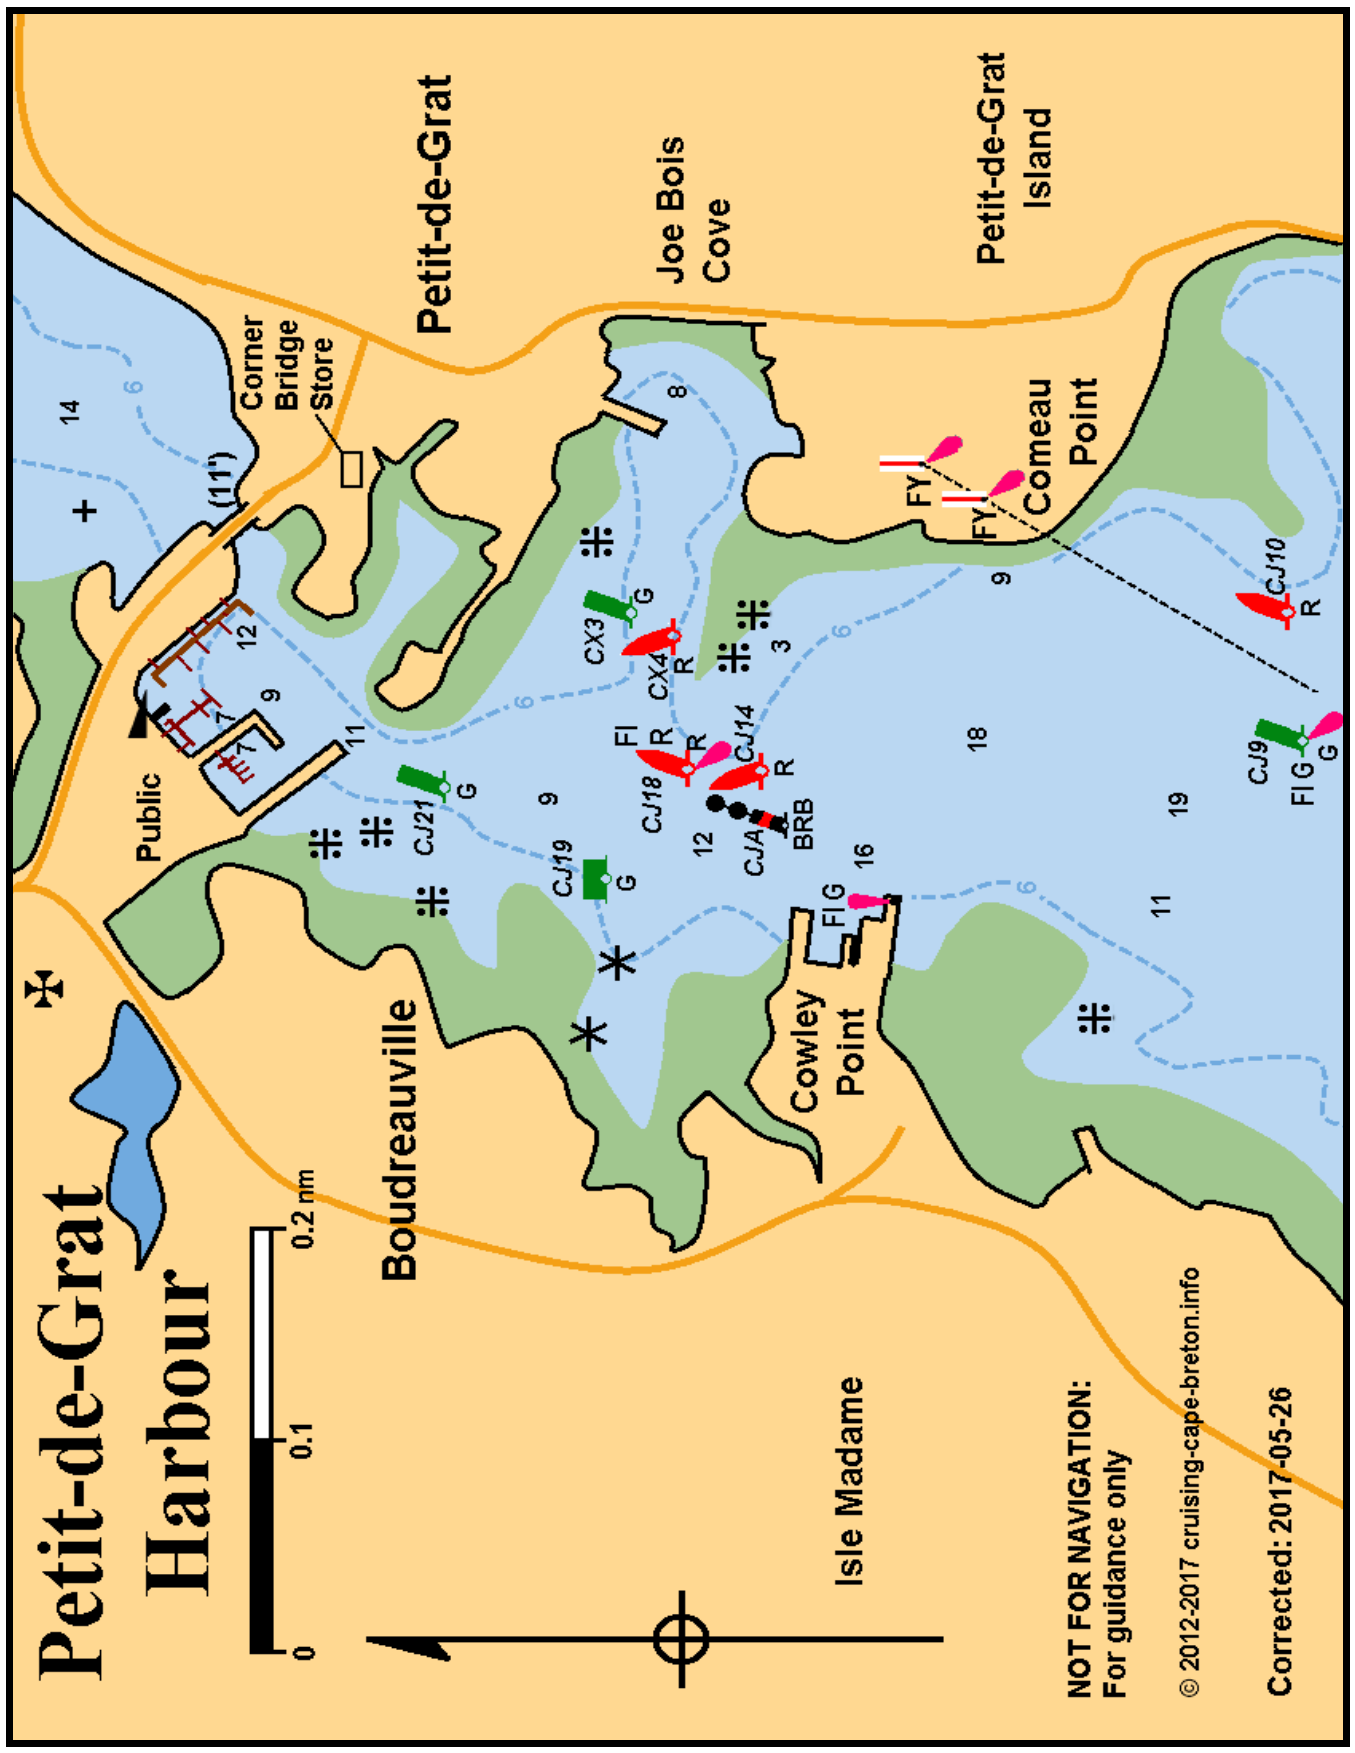 Petit-de-Grat
Harbour
0
0.1
0.2 nm
Isle Madame
NOT FOR NAVIGATION:
For guidance only
© 2012-2017 cruising-cape-breton.info
Corrected: 2017-05-26
Boudreauville
Cowley
Point
Public
14
6
(11')
Corner
Bridge
Store
Petit-de-Grat
Joe Bois
Cove
Petit-de-Grat
Island
Comeau
Point
12
7
7
9
11
CJ21
G
6
9
CJ19
G
CX3
G
CX4
R
8
Fl
R
R
CJ18
CJ14
R
12
CJA
BRB
3
6
16
Fl G
FY
FY
9
18
6
11
19
CJ9
Fl G
G
CJ10
R